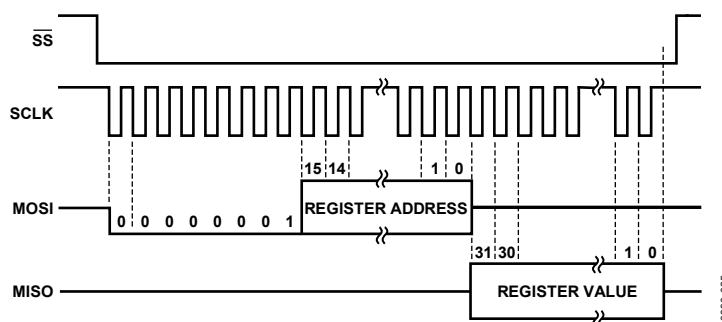 SS
SCLK
15 14 1 0
MOSI 0 0 0 0 0 0 0 1 REGISTER ADDRESS
31 30 1 0
MISO REGISTER VALUE